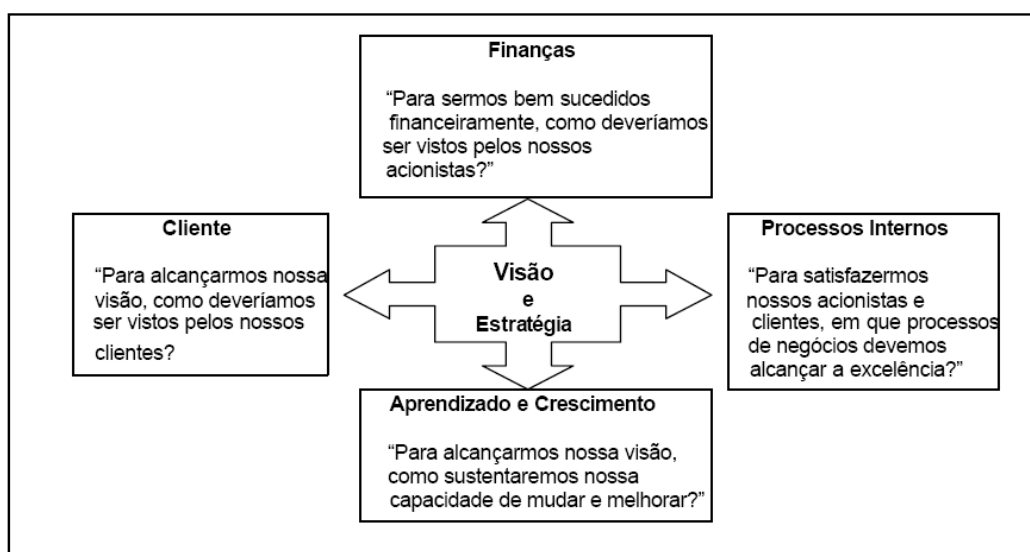 Finanças
“Para sermos bem sucedidos
financeiramente, como deveríamos
ser vistos pelos nossos
acionistas?”
Cliente
“Para alcançarmos nossa
visão, como deveríamos
ser vistos pelos nossos
clientes?
Visão
e
Estratégia
Processos Internos
“Para satisfazermos
nossos acionistas e
clientes, em que processos
de negócios devemos
alcançar a excelência?”
Aprendizado e Crescimento
“Para alcançarmos nossa visão,
como sustentaremos nossa
capacidade de mudar e melhorar?”